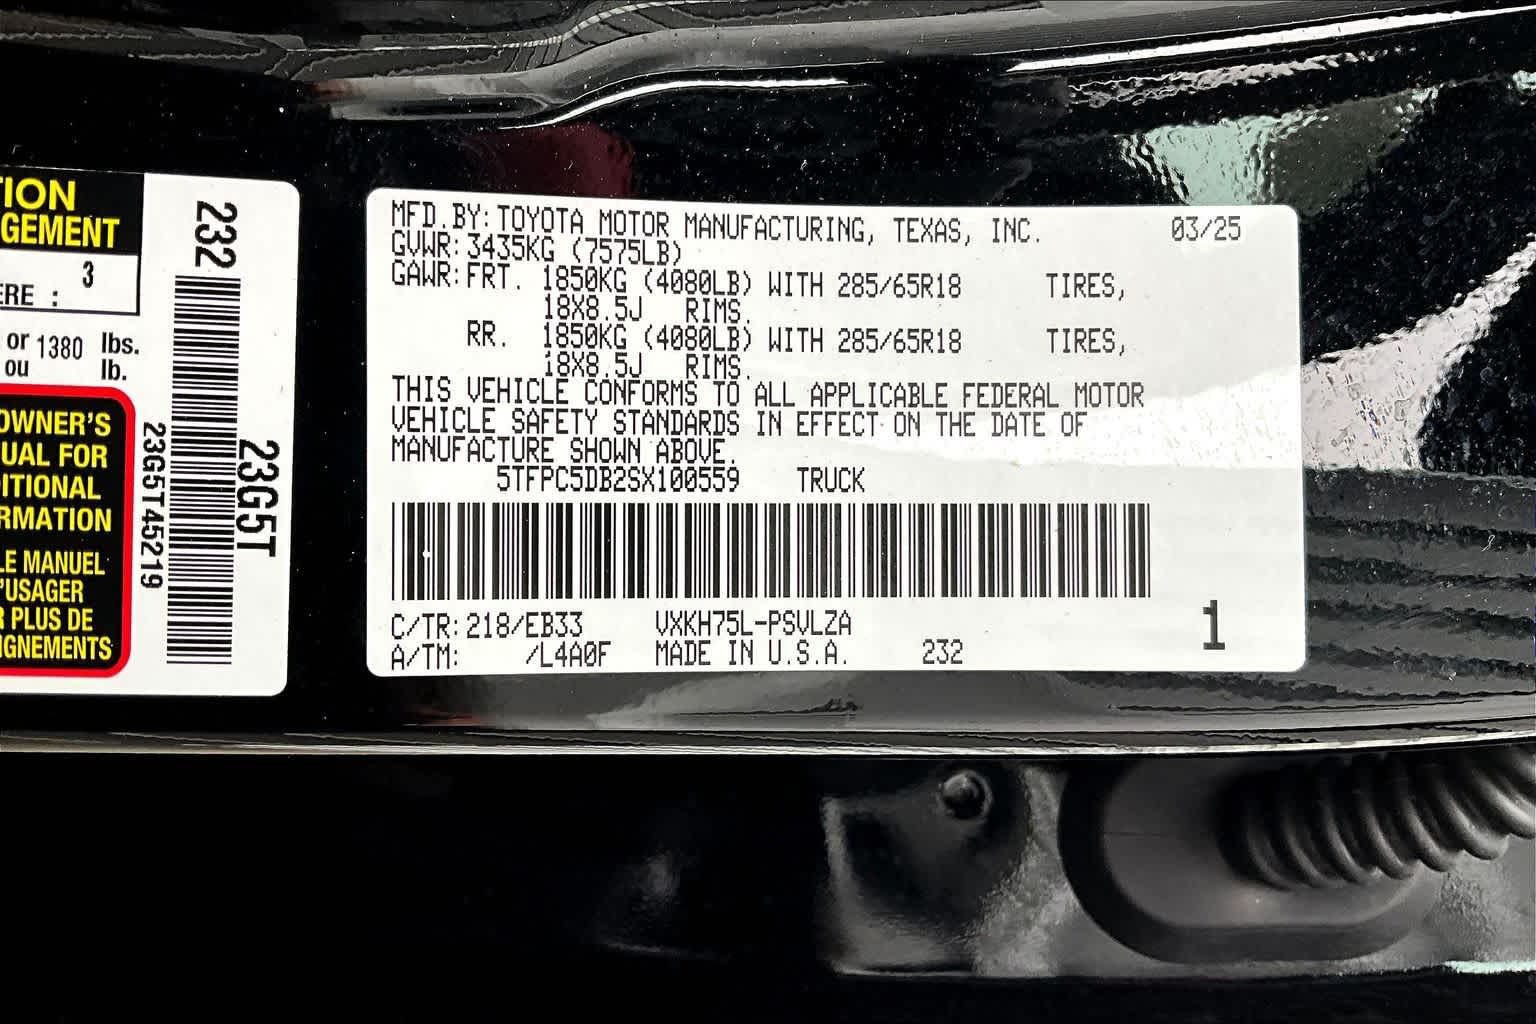 TION
GEMENT
3
ERE :
or 1380 lbs.
ou lb.
OWNER'S
UAL FOR
ITIONAL
RMATION
LE MANUEL
'USAGER
R PLUS DE
IGNEMENTS
232
23G5T
23G5T45219
MFD.BY:TOYOTA MOTOR MANUFACTURING, TEXAS, INC. 03/25
GVWR:3435KG (7575LB)
GAWR:FRT. 1850KG (4080LB) WITH 285/65R18 TIRES,
18X8.5J RIMS.
RR. 1850KG (4080LB) WITH 285/65R18 TIRES,
18X8.5J RIMS.
THIS VEHICLE CONFORMS TO ALL APPLICABLE FEDERAL MOTOR
VEHICLE SAFETY STANDARDS IN EFFECT ON THE DATE OF
MANUFACTURE SHOWN ABOVE.
5TFPC5DB2SX100559 TRUCK
C/TR:218/EB33 VXKH75L-PSVLZA
A/TM: /L4A0F MADE IN U.S.A. 232
1